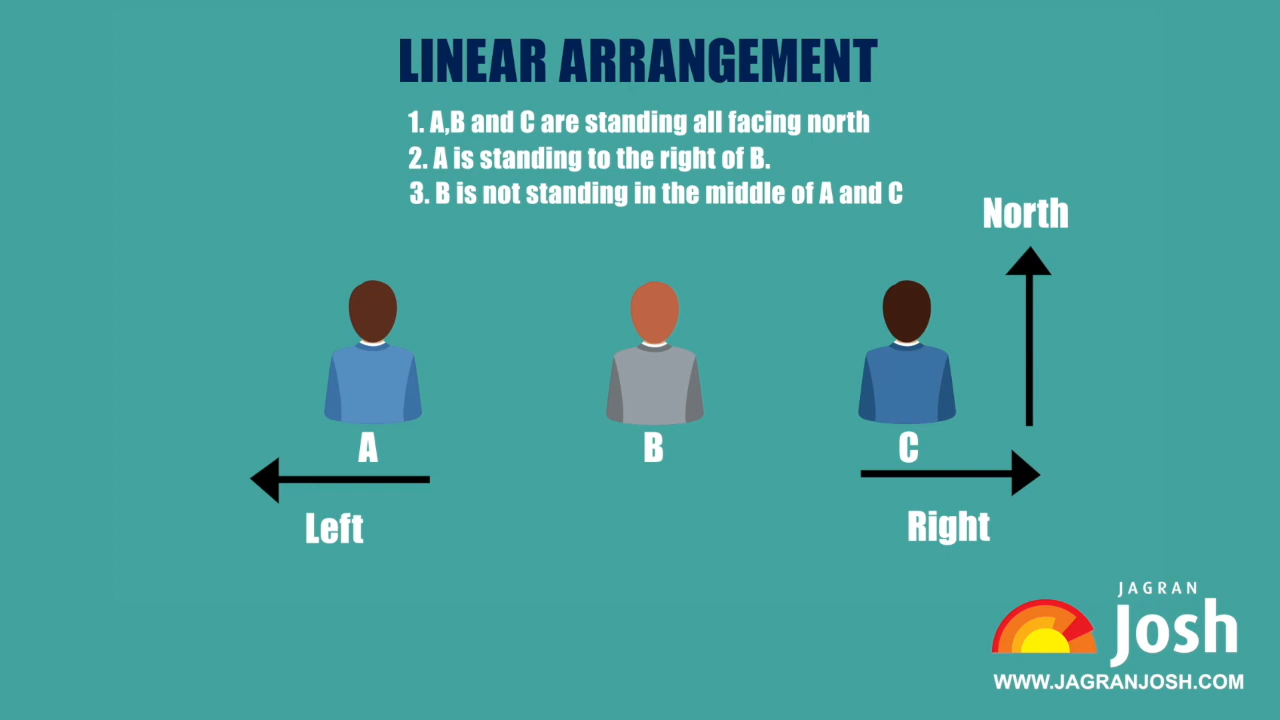 LINEAR ARRANGEMENT
1. A,B and C are standing all facing north
2. A is standing to the right of B.
3. B is not standing in the middle of A and C
North
A
B
C
Left
Right
JAGRAN
Josh
WWW.JAGRANJOSH.COM